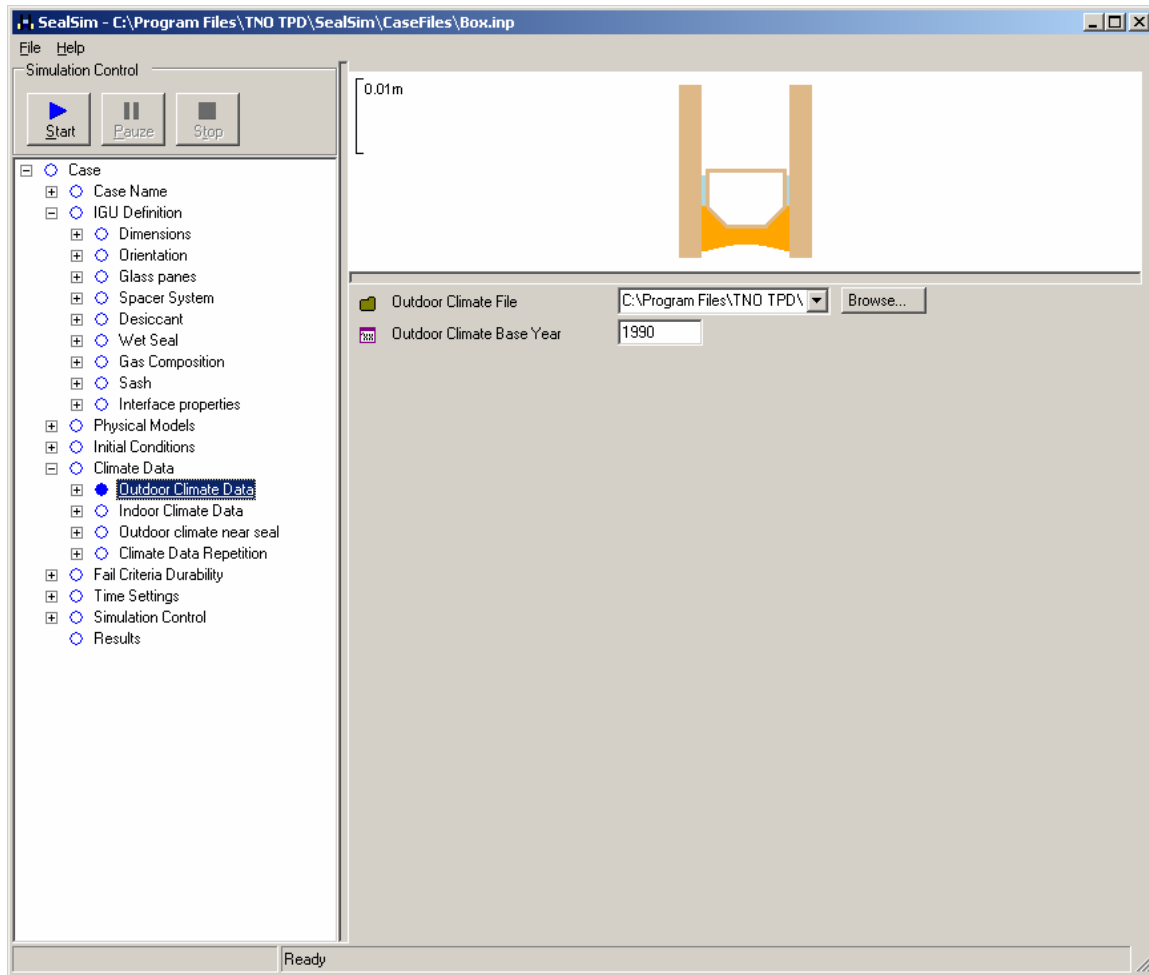 SealSim - C:\Program Files\TNO TPD\SealSim\CaseFiles\Box.inp
File Help
Simulation Control
Start Pauze Stop
0.01m
Case
Case Name
IGU Definition
Dimensions
Orientation
Glass panes
Spacer System
Desiccant
Wet Seal
Gas Composition
Sash
Interface properties
Physical Models
Initial Conditions
Climate Data
Outdoor Climate Data
Indoor Climate Data
Outdoor climate near seal
Climate Data Repetition
Fail Criteria Durability
Time Settings
Simulation Control
Results
Outdoor Climate File C:\Program Files\TNO TPD\ Browse...
Outdoor Climate Base Year 1990
Ready